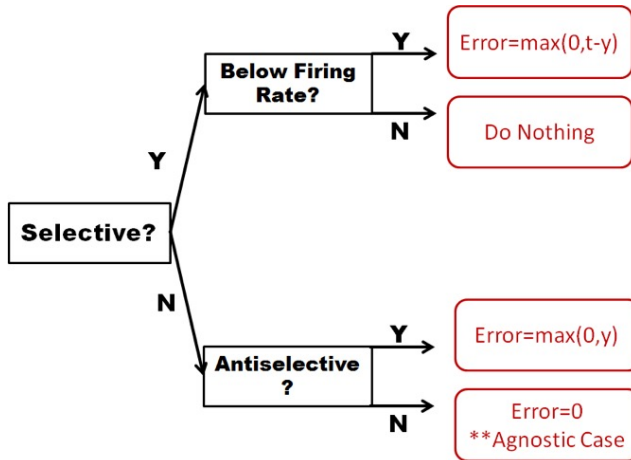 Y
Error=max(0,t-y)
Below Firing
Rate?
N
Do Nothing
Y
Selective?
N
Y
Error=max(0,y)
Antiselective
?
N
Error=0
**Agnostic Case